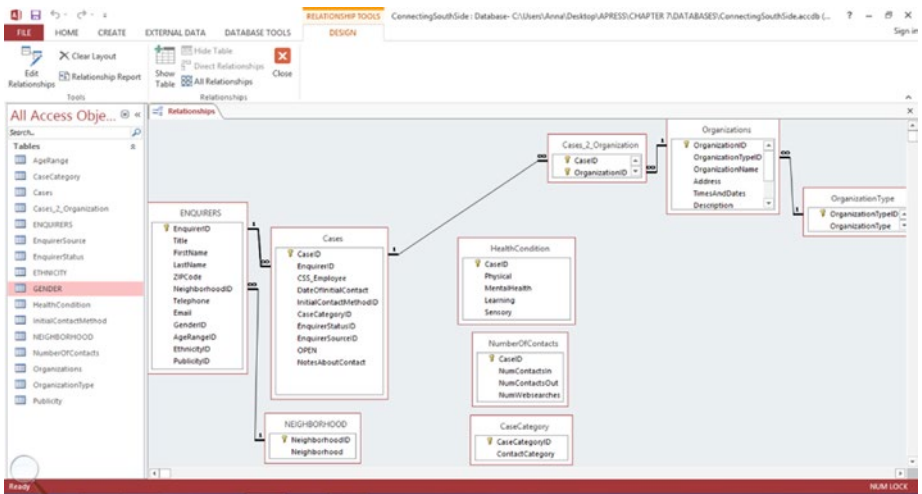 RELATIONSHIP TOOLS
ConnectingSouthSide : Database- C:\Users\Anna\Desktop\APRESS\CHAPTER 7\DATABASES\ConnectingSouthSide.accdb (...
?
FILE HOME CREATE EXTERNAL DATA DATABASE TOOLS DESIGN
Sign in
Edit Relationships
Clear Layout
Relationship Report
Tools
Show Table
Hide Table
Direct Relationships
All Relationships
Close
Relationships
All Access Obje...
Search...
Tables
AgeRange
CaseCategory
Cases
Cases_2_Organization
ENQUIRERS
EnquirerSource
EnquirerStatus
ETHNICITY
GENDER
HealthCondition
InitialContactMethod
NEIGHBORHOOD
NumberOfContacts
Organizations
OrganizationType
Publicity
Relationships
ENQUIRERS
EnquirerID
Title
FirstName
LastName
ZIPCode
NeighborhoodID
Telephone
Email
GenderID
AgeRangeID
EthnicityID
PublicityID
1
∞
∞
1
Cases
CaseID
EnquirerID
CSS_Employee
DateOfInitialContact
InitialContactMethodID
CaseCategoryID
EnquirerStatusID
EnquirerSourceID
OPEN
NotesAboutContact
1
∞
NEIGHBORHOOD
NeighborhoodID
Neighborhood
Cases_2_Organization
CaseID
OrganizationID
1
∞
Organizations
OrganizationID
OrganizationTypeID
OrganizationName
Address
TimesAndDates
Description
∞
1
OrganizationType
OrganizationTypeID
OrganizationType
HealthCondition
CaseID
Physical
MentalHealth
Learning
Sensory
NumberOfContacts
CaseID
NumContactsIn
NumContactsOut
NumWebsearches
CaseCategory
CaseCategoryID
ContactCategory
Ready
NUM LOCK